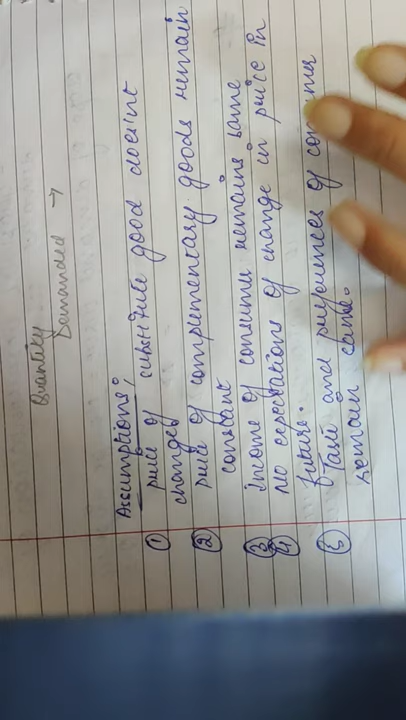 Quantity
Demanded →
Assumptions:
① price of substitute good doesn't
changes
② price of complementary goods remain
constant
③ Income of consumer remains same
④ No expectations of change in price in
future.
⑤ Taste and preferences of consumer
remain same.